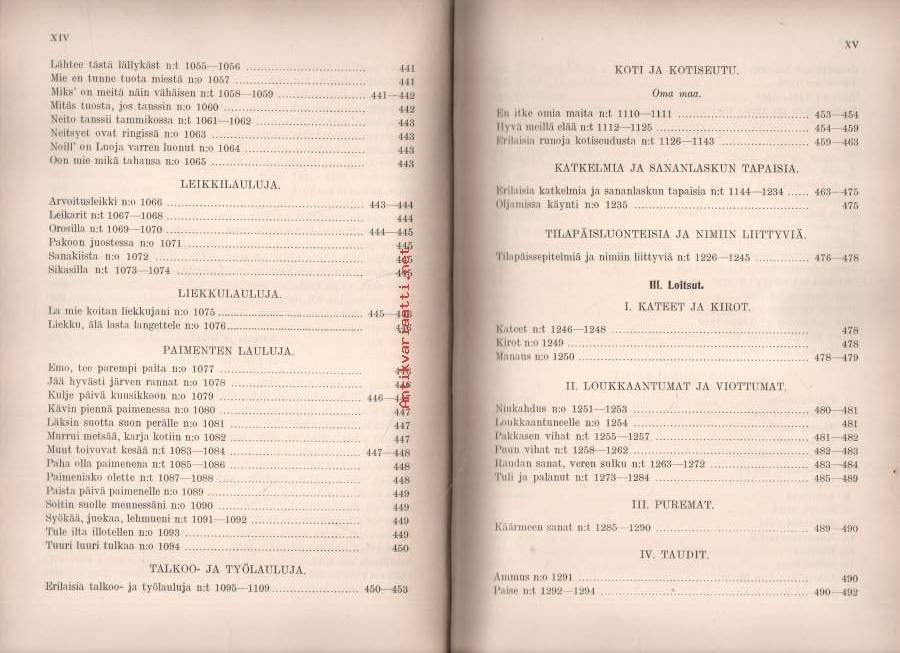 XIV
Lähtee tästä lällykäst n:t 1055—1056 441
Mie en tunne tuota miestä n:o 1057 441
Miks' on meitä näin vähäisen n:t 1058—1059 441—442
Mitäs tuosta, jos tanssin n:o 1060 442
Neito tanssii tammikossa n:t 1061—1062 443
Neitsyet ovat ringissä n:o 1063 443
Noill' on Luoja varren luonut n:o 1064 443
Oon mie mikä tahansa n:o 1065 443
LEIKKILAULUJA.
Arvoitusleikki n:o 1066 443—444
Leikarit n:t 1067—1068 444
Orosilla n:t 1069—1070 444—445
Pakoon juostessa n:o 1071 445
Sanakiista n:o 1072
Sikasilla n:t 1073—1074
LIEKKULAULUJA.
La mie koitan liekkujani n:o 1075 445
Liekku, älä lasta langettele n:o 1076
PAIMENTEN LAULUJA.
Emo, tee parempi paita n:o 1077
Jää hyvästi järven rannat n:o 1078
Kulje päivä kuusikkoon n:o 1079 446
Kävin piennä paimenessa n:o 1080 447
Läksin suotta suon perälle n:o 1081 447
Murrui metsää, karja kotiin n:o 1082 447
Muut toivovat kesää n:t 1083—1084 447—448
Paha olla paimenena n:t 1085—1086 448
Paimeniako olette n:t 1087—1088 448
Paista päivä paimenelle n:o 1089 449
Soitin suolle mennessäni n:o 1090 449
Syökää, juokaa, lehmueni n:t 1091—1092 449
Tule ilta illotellen n:o 1093 449
Tuuri luuri tulkaa n:o 1094 450
TALKOO- JA TYÖLAULUJA.
Erilaisia talkoo- ja työlauluja n:t 1095—1109 450—453
Antikvariaatti.net
XV
KOTI JA KOTISEUTU.
Oma maa.
En itke omia maita n:t 1110—1111 453—454
Hyvä meillä elää n:t 1112—1125 454—459
Erilaisia runoja kotiseudusta n:t 1126—1143 459—463
KATKELMIA JA SANANLASKUN TAPAISIA.
Erilaisia katkelmia ja sananlaskun tapaisia n:t 1144—1234 463—475
Oljamissa käynti n:o 1235 475
TILAPÄISLUONTEISIA JA NIMIIN LIITTYVIÄ.
Tilapäissepitelmiä ja nimiin liittyviä n:t 1226—1245 476—478
III. Loitsut.
I. KATEET JA KIROT.
Kateet n:t 1246—1248 478
Kirot n:o 1249 478
Manaus n:o 1250 478—479
II. LOUKKAANTUMAT JA VIOTTUMAT.
Niukahdus n:o 1251—1253 480—481
Loukkaantuneelle n:o 1254 481
Pakkasen vihat n:t 1255—1257 481—482
Puun vihat n:t 1258—1262 482—483
Raudan sanat, veren sulku n:t 1263—1272 483—484
Tuli ja palanut n:t 1273—1284 485—489
III. PUREMAT.
Käärmeen sanat n:t 1285—1290 489—490
IV. TAUDIT.
Ammus n:o 1291 490
Paise n:t 1292—1294 490—492